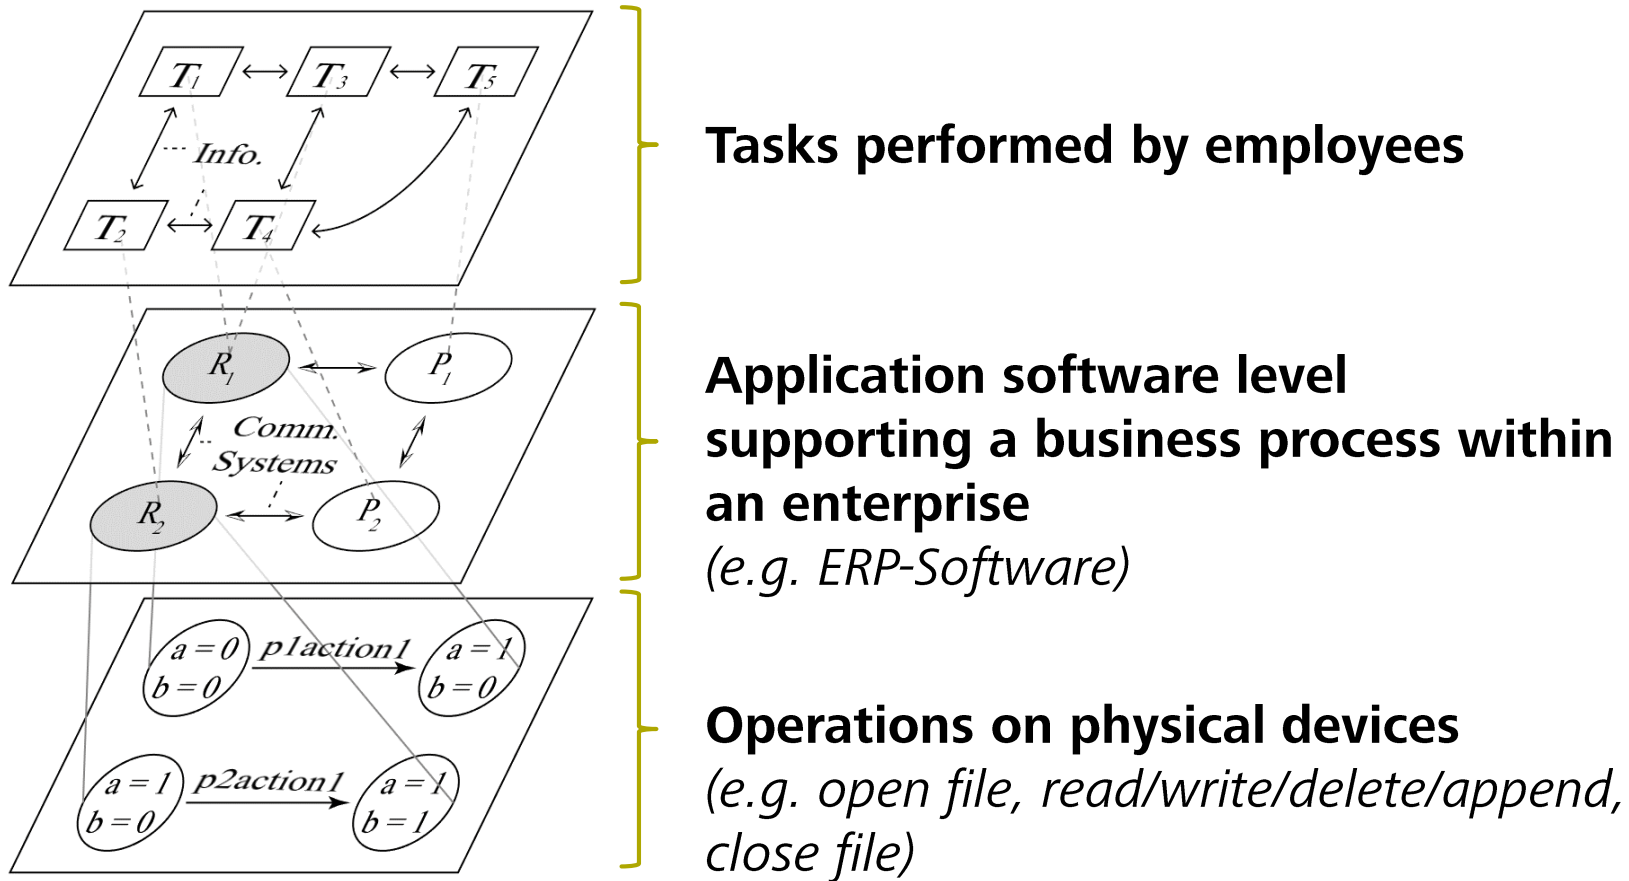 T1
T3
T5
Info.
T2
T4
Tasks performed by employees
R1
P1
Comm.
Systems
R2
P2
Application software level
supporting a business process within
an enterprise
(e.g. ERP-Software)
a = 0
b = 0
p1action1
a = 1
b = 0
a = 1
b = 0
p2action1
a = 1
b = 1
Operations on physical devices
(e.g. open file, read/write/delete/append,
close file)